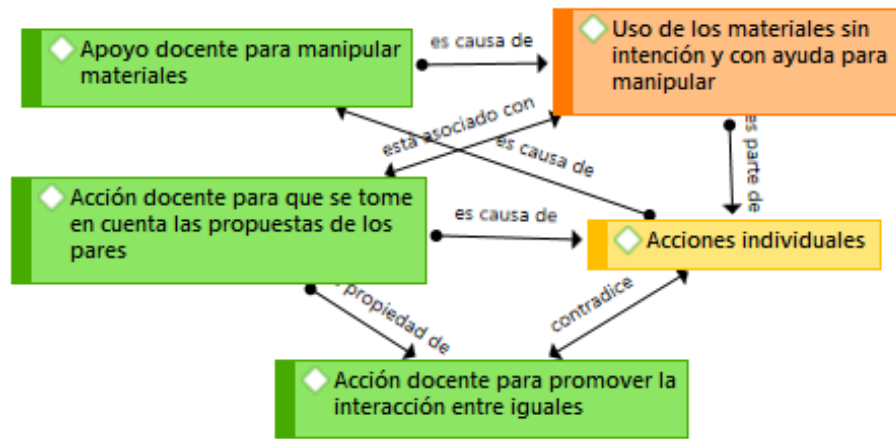 Apoyo docente para manipular
materiales
es causa de
Uso de los materiales sin
intención y con ayuda para
manipular
está asociado con
es causa de
es parte de
Acción docente para que se tome
en cuenta las propuestas de los
pares
es causa de
Acciones individuales
propiedad de
contradice
Acción docente para promover la
interacción entre iguales